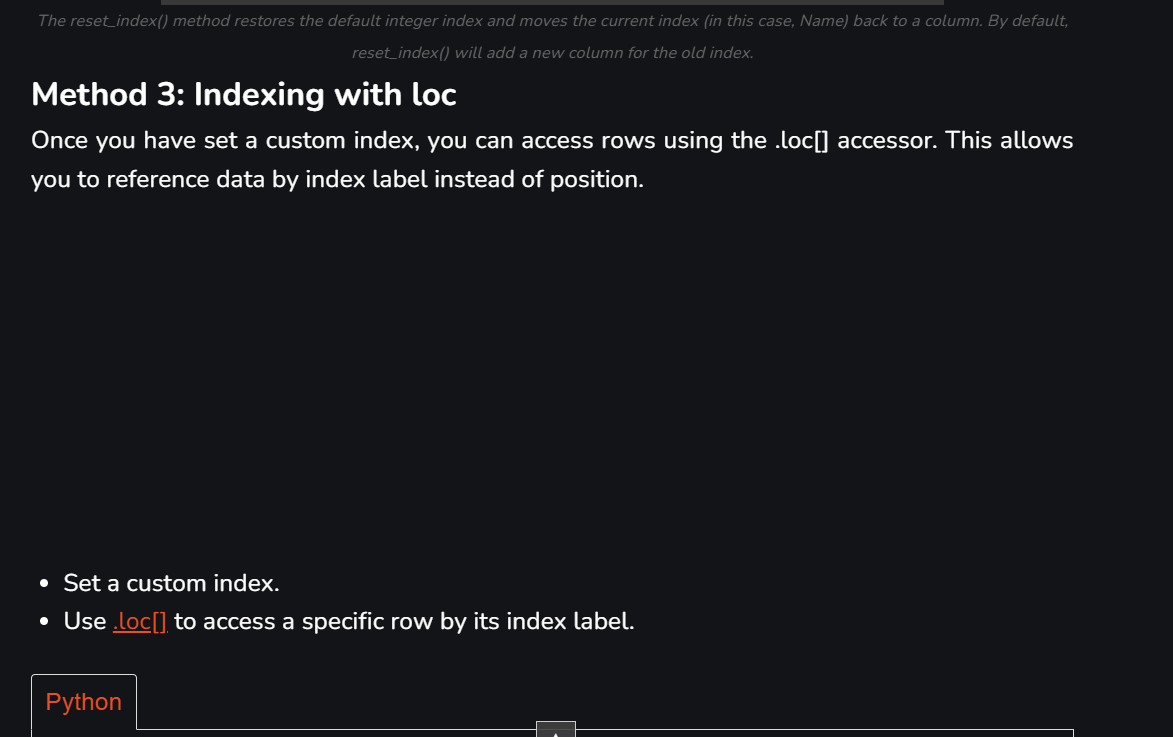 The reset_index() method restores the default integer index and moves the current index (in this case, Name) back to a column. By default,
reset_index() will add a new column for the old index.
Method 3: Indexing with loc
Once you have set a custom index, you can access rows using the .loc[] accessor. This allows
you to reference data by index label instead of position.
• Set a custom index.
• Use .loc[] to access a specific row by its index label.
Python